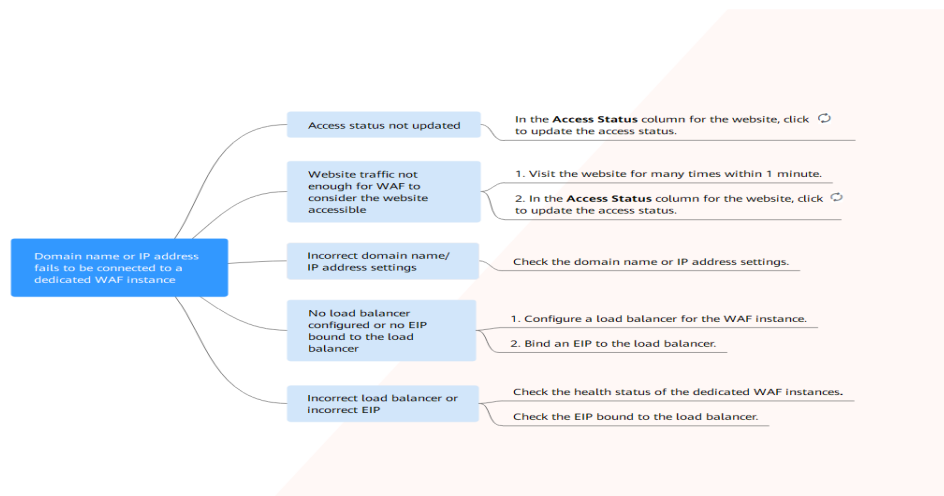 Domain name or IP address
fails to be connected to a
dedicated WAF instance
Access status not updated
In the Access Status column for the website, click
to update the access status.
Website traffic not
enough for WAF to
consider the website
accessible
1. Visit the website for many times within 1 minute.
2. In the Access Status column for the website, click
to update the access status.
Incorrect domain name/
IP address settings
Check the domain name or IP address settings.
No load balancer
configured or no EIP
bound to the load
balancer
1. Configure a load balancer for the WAF instance.
2. Bind an EIP to the load balancer.
Incorrect load balancer or
incorrect EIP
Check the health status of the dedicated WAF instances.
Check the EIP bound to the load balancer.